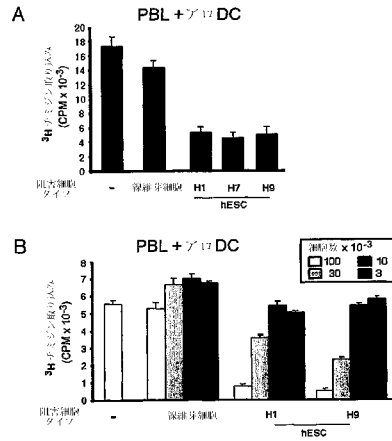 A
PBL + アロ DC
³Hチミジン取り込み
(CPM x 10⁻³)
20
18
16
14
12
10
8
6
4
2
0
阻害細胞
タイプ
-
線維芽細胞
H1
H7
H9
hESC
B
PBL + アロ DC
細胞数 x 10⁻³
100
10
30
3
³Hチミジン取り込み
(CPM x 10⁻³)
8
7
6
5
4
3
2
1
0
阻害細胞
タイプ
-
線維芽細胞
H1
H9
hESC